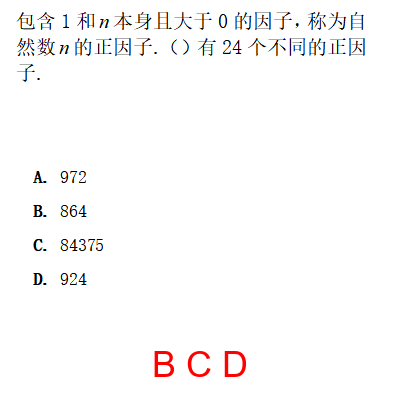 包含 1 和 n 本身且大于 0 的因子，称为自
然数 n 的正因子.（）有 24 个不同的正因
子.
A. 972
B. 864
C. 84375
D. 924
B C D